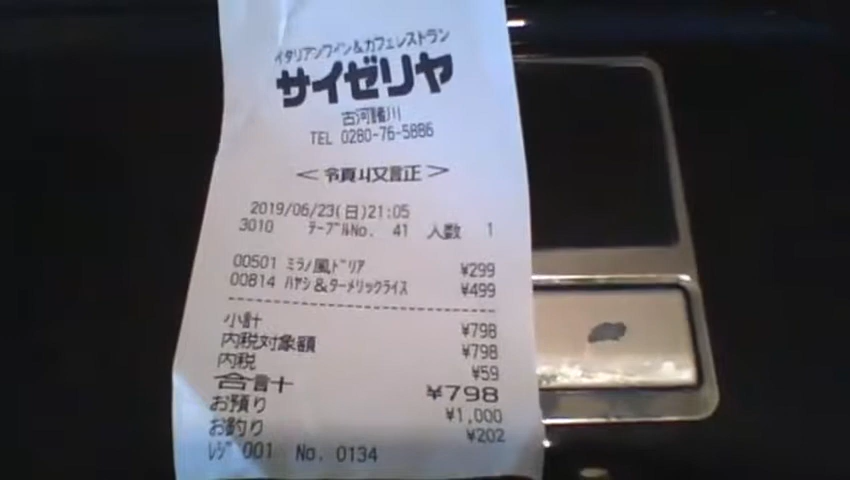 イタリアンワイン&カフェレストラン
サイゼリヤ
古河諸川
TEL 0280-76-5886
<領収証>
2019/06/23(日)21:05
3010 テーブルNo. 41 人数 1
00501 ミラノ風ドリア ¥299
00814 ハヤシ&ターメリックライス ¥499
小計 ¥798
内税対象額 ¥798
内税 ¥59
合計 ¥798
お預り ¥1,000
お釣り ¥202
レジ 001 No. 0134